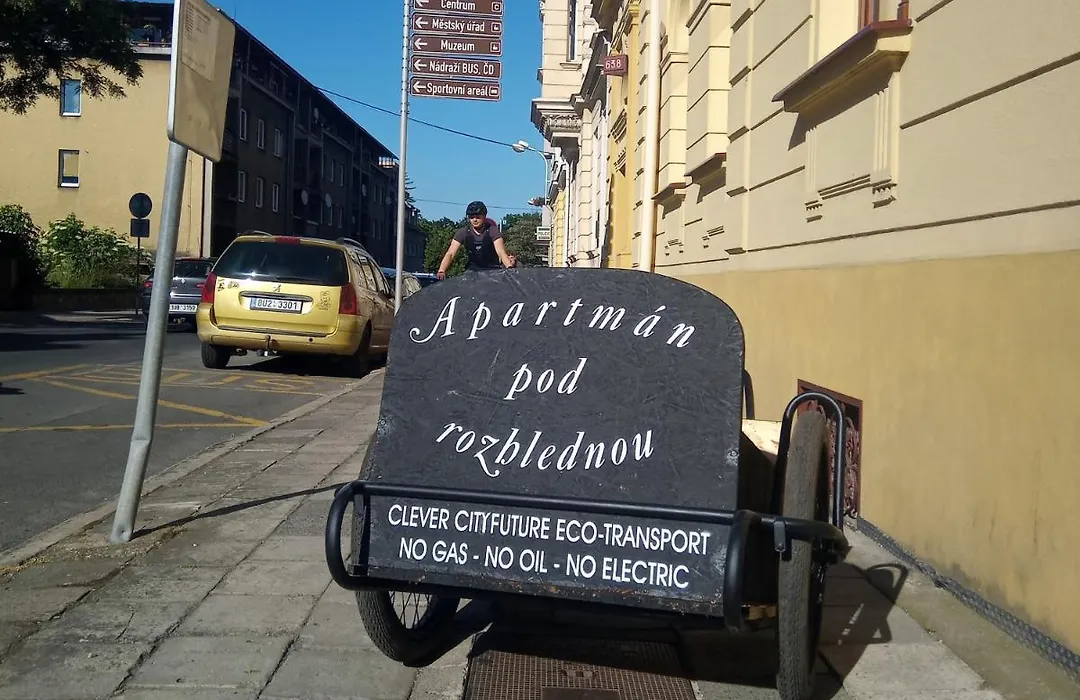 Centrum
Městský úřad
Muzeum
Nádraží BUS, ČD
Sportovní areál
638
8U2 3301
Apartmán
pod
rozhlednou
CLEVER CITYFUTURE ECO-TRANSPORT
NO GAS - NO OIL - NO ELECTRIC